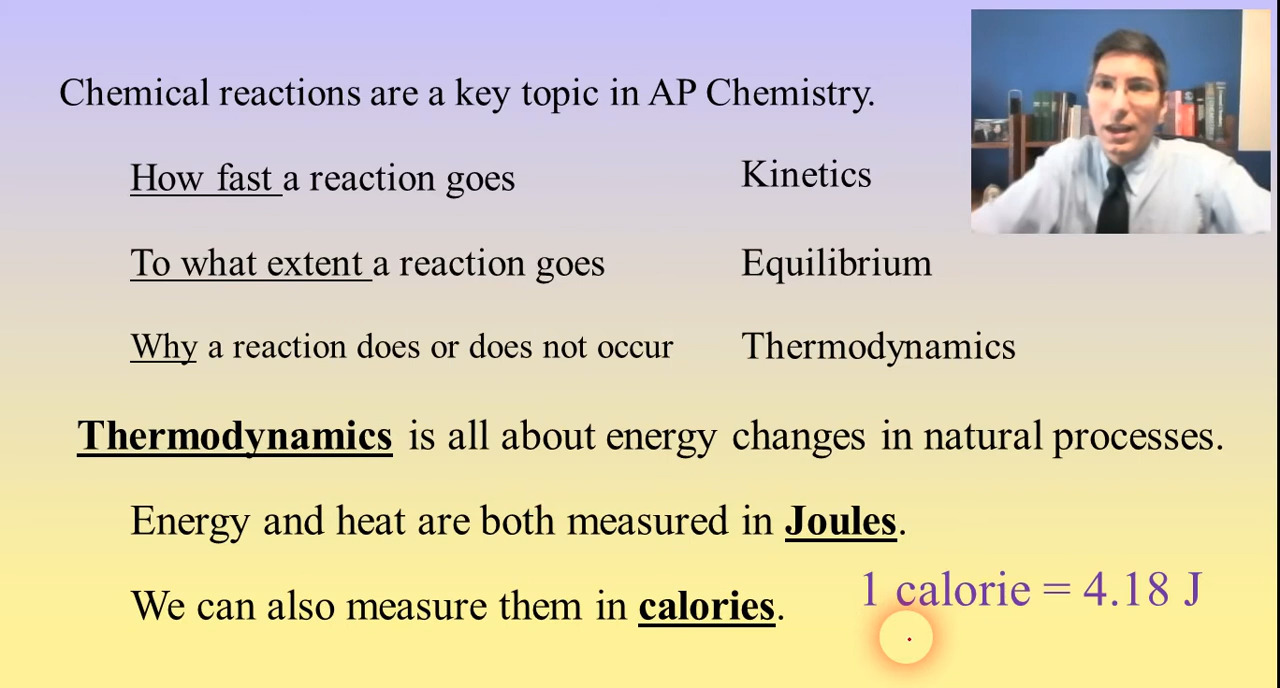 Chemical reactions are a key topic in AP Chemistry.
How fast a reaction goes Kinetics
To what extent a reaction goes Equilibrium
Why a reaction does or does not occur Thermodynamics
Thermodynamics is all about energy changes in natural processes.
Energy and heat are both measured in Joules.
We can also measure them in calories.
1 calorie = 4.18 J